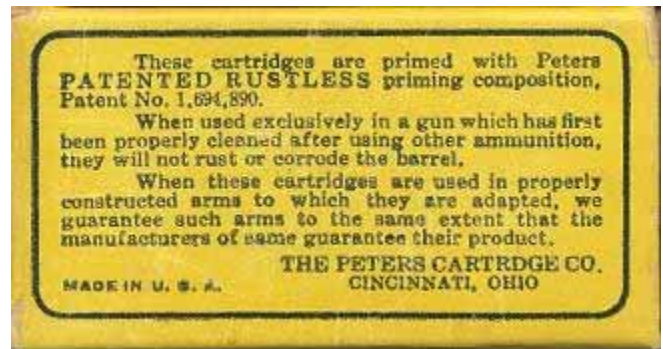 These cartridges are primed with Peters
PATENTED RUSTLESS priming composition,
Patent No. 1,694,890.
When used exclusively in a gun which has first
been properly cleaned after using other ammunition,
they will not rust or corrode the barrel.
When these cartridges are used in properly
constructed arms to which they are adapted, we
guarantee such arms to the same extent that the
manufacturers of same guarantee their product.
THE PETERS CARTRDGE CO.
MADE IN U. S. A. CINCINNATI, OHIO